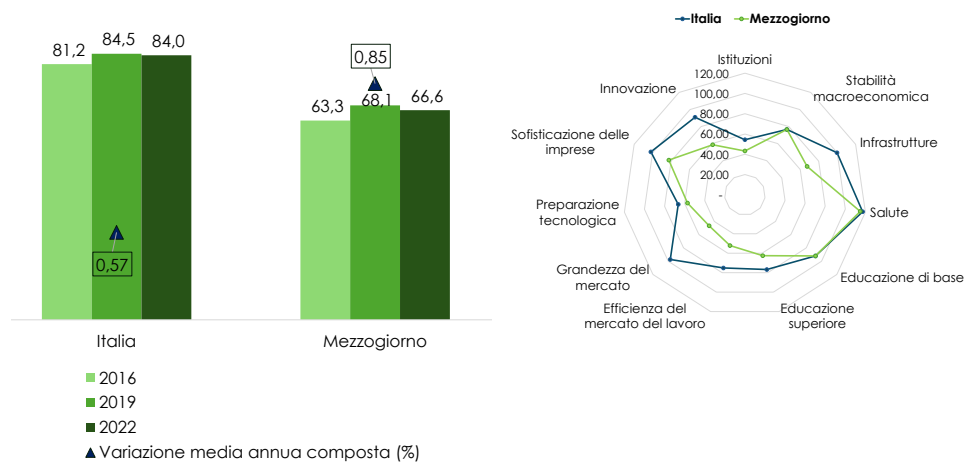 81,2
84,5
84,0
0,57
63,3
68,1
66,6
0,85
Italia
Mezzogiorno
2016
2019
2022
Variazione media annua composta (%)
Italia
Mezzogiorno
120,00
100,00
80,00
60,00
40,00
20,00
-
Istituzioni
Stabilità
macroeconomica
Infrastrutture
Salute
Educazione di base
Educazione
superiore
Efficienza del
mercato del lavoro
Grandezza del
mercato
Preparazione
tecnologica
Sofisticazione delle
imprese
Innovazione